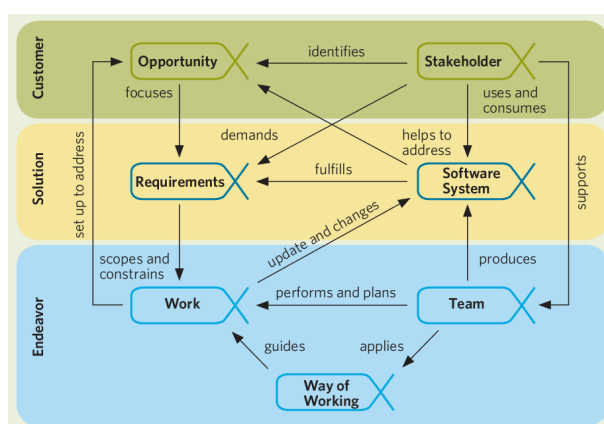 Customer
Opportunity
identifies
Stakeholder
focuses
uses and
consumes
demands
helps to
address
set up to address
supports
Solution
Requirements
fulfills
Software
System
update and changes
scopes and
constrains
produces
Endeavor
Work
performs and plans
Team
guides
applies
Way of
Working